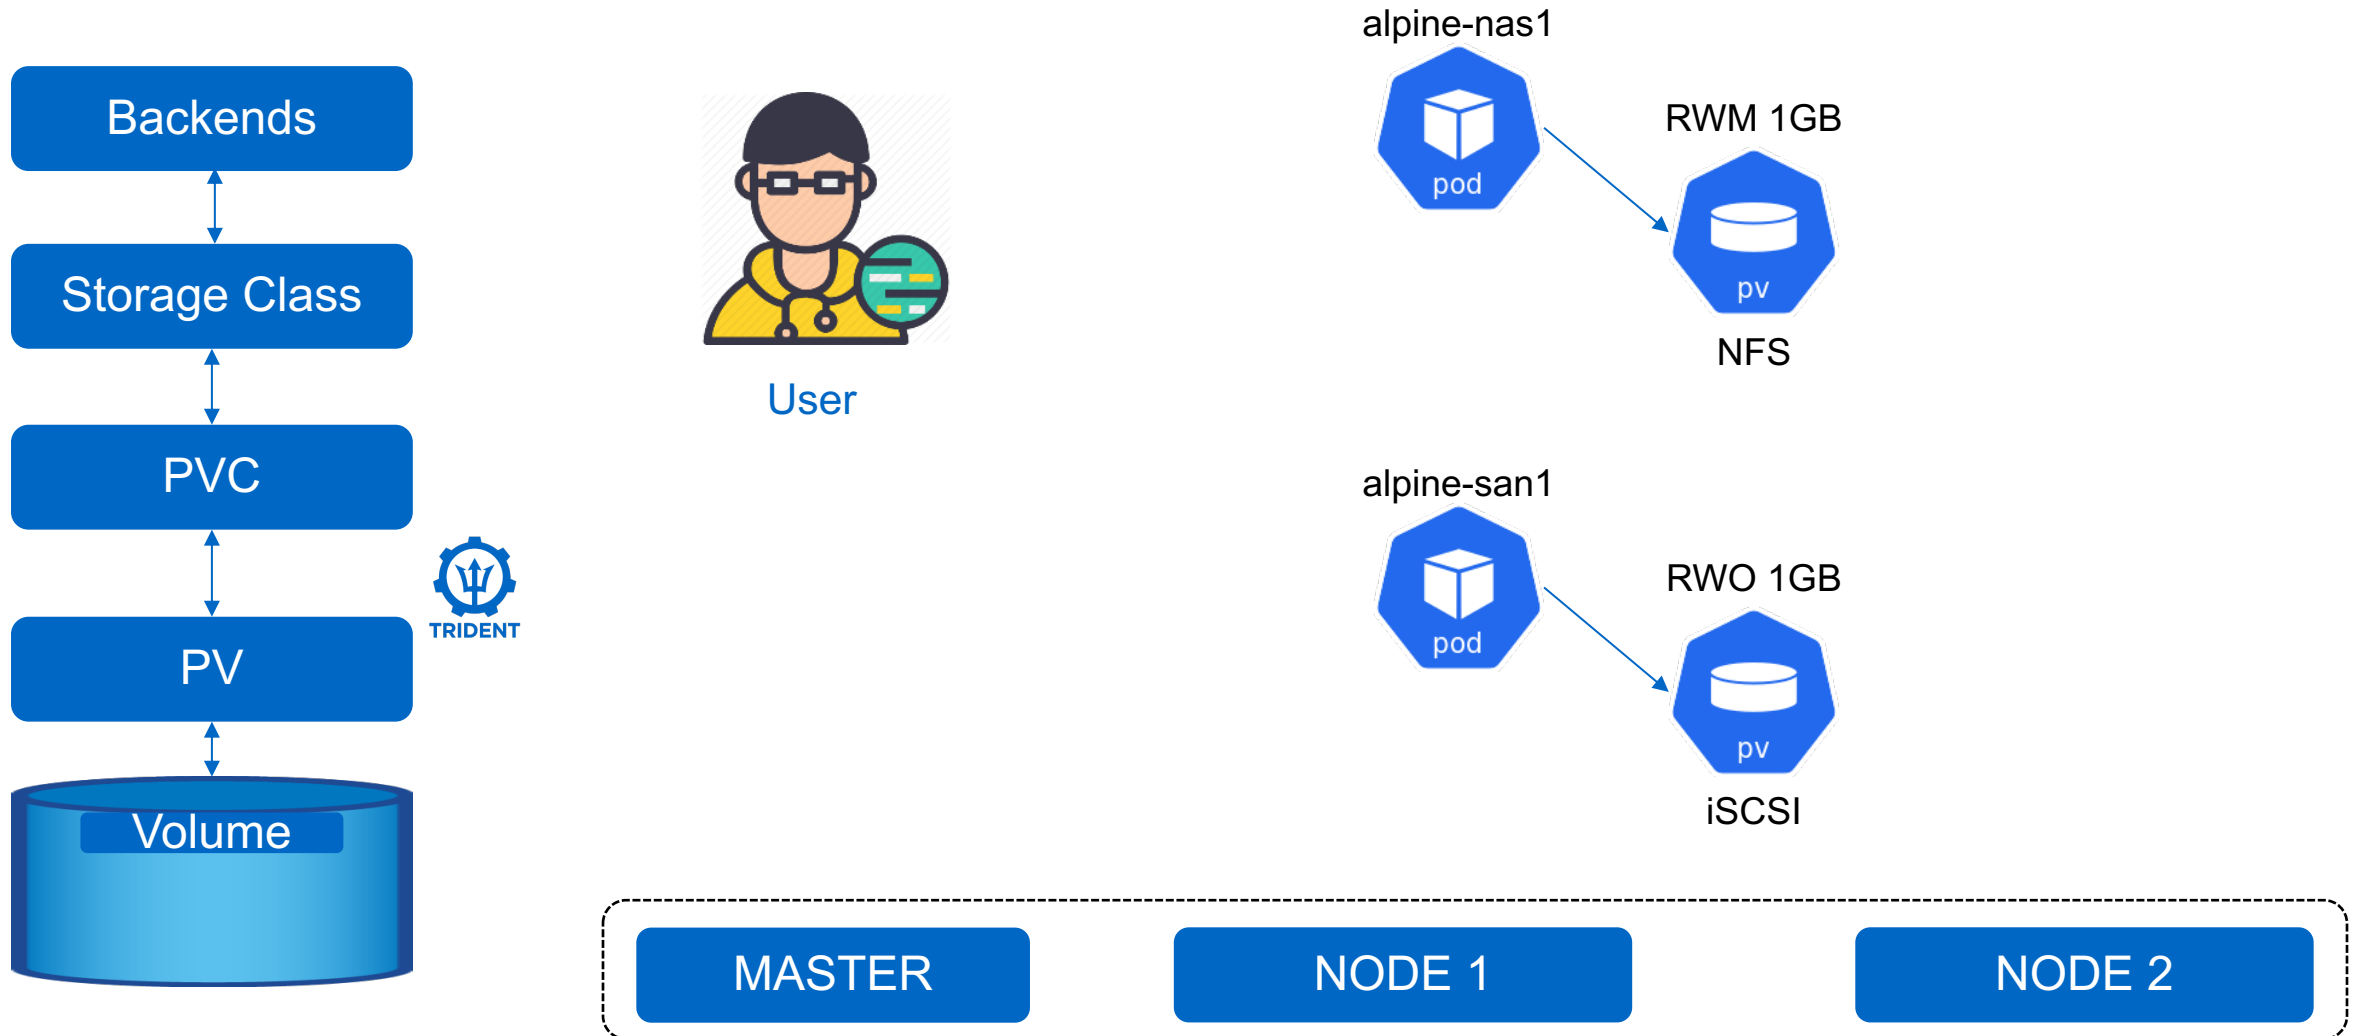 Backends
Storage Class
PVC
TRIDENT
PV
Volume
User
alpine-nas1
pod
RWM 1GB
pv
NFS
alpine-san1
pod
RWO 1GB
pv
iSCSI
MASTER
NODE 1
NODE 2